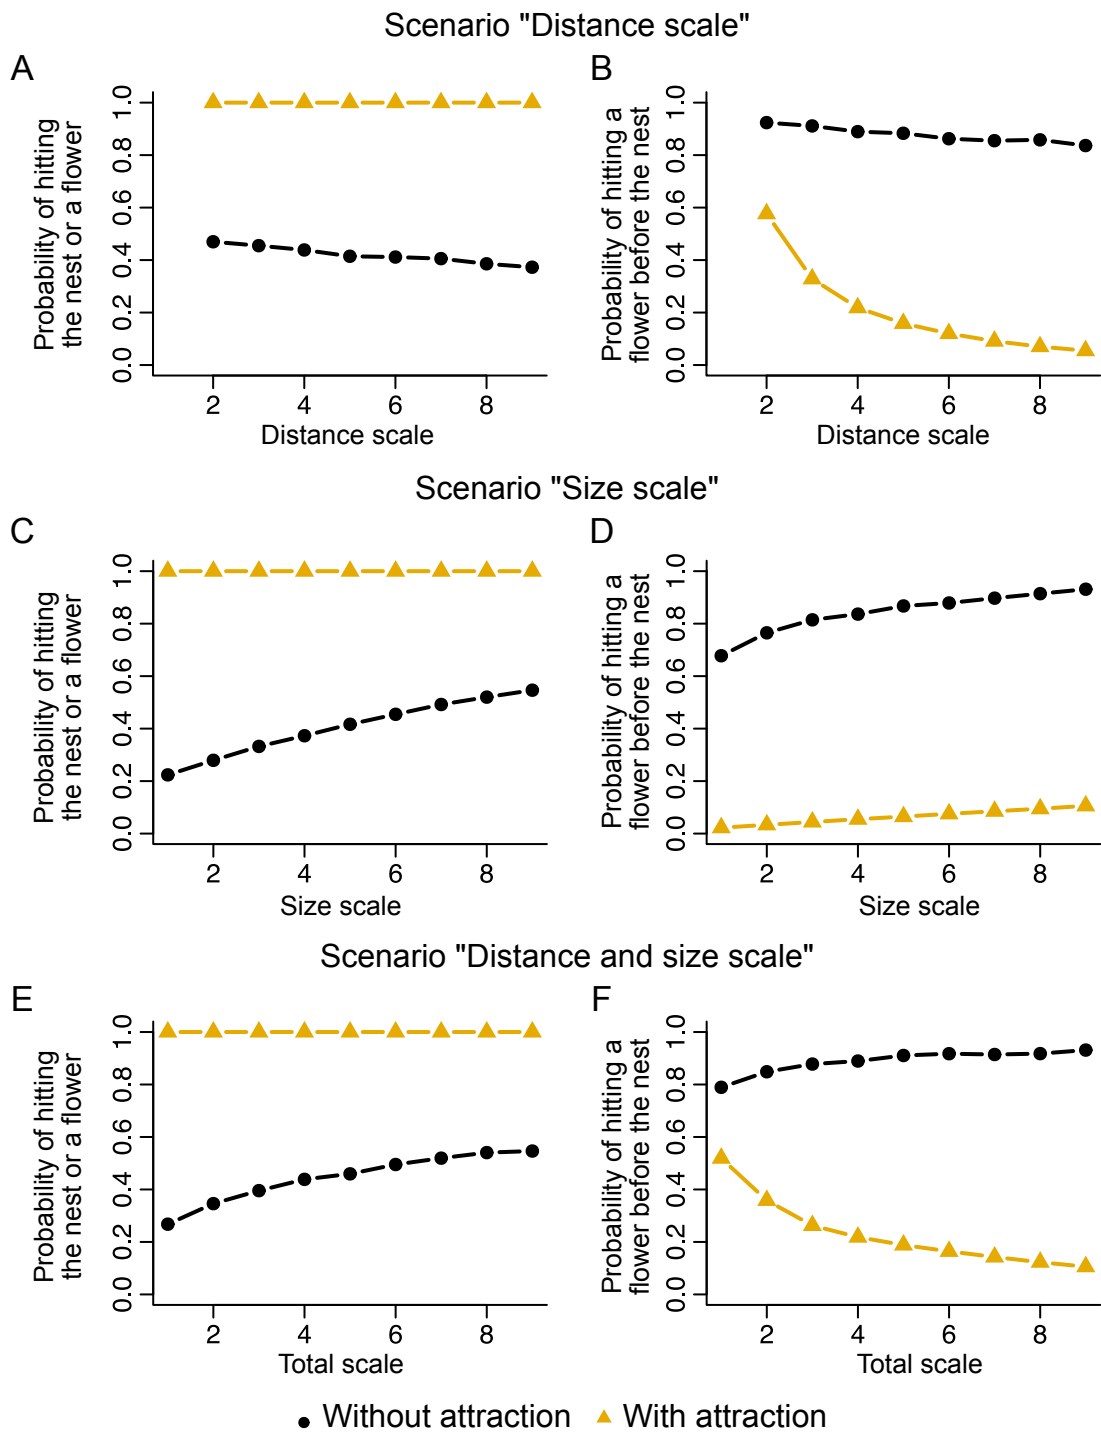 Scenario "Distance scale"
A
Probability of hitting
the nest or a flower
0.0 0.2 0.4 0.6 0.8 1.0
2 4 6 8
Distance scale
B
Probability of hitting a
flower before the nest
0.0 0.2 0.4 0.6 0.8 1.0
2 4 6 8
Distance scale
Scenario "Size scale"
C
Probability of hitting
the nest or a flower
0.0 0.2 0.4 0.6 0.8 1.0
2 4 6 8
Size scale
D
Probability of hitting a
flower before the nest
0.0 0.2 0.4 0.6 0.8 1.0
2 4 6 8
Size scale
Scenario "Distance and size scale"
E
Probability of hitting
the nest or a flower
0.0 0.2 0.4 0.6 0.8 1.0
2 4 6 8
Total scale
F
Probability of hitting a
flower before the nest
0.0 0.2 0.4 0.6 0.8 1.0
2 4 6 8
Total scale
Without attraction With attraction